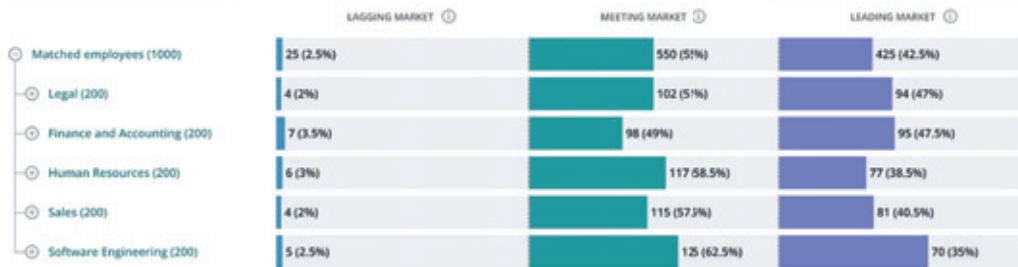 LAGGING MARKET MEETING MARKET LEADING MARKET
Matched employees (1000) 25 (2.5%) 550 (5 %) 425 (42.5%)
Legal (200) 4 (2%) 102 (5 %) 94 (47%)
Finance and Accounting (200) 7 (3.5%) 98 (49%) 95 (47.5%)
Human Resources (200) 6 (3%) 117 58.5%) 77 (38.5%)
Sales (200) 4 (2%) 115 (57. %) 81 (40.5%)
Software Engineering (200) 5 (2.5%) 125 (62.5%) 70 (35%)